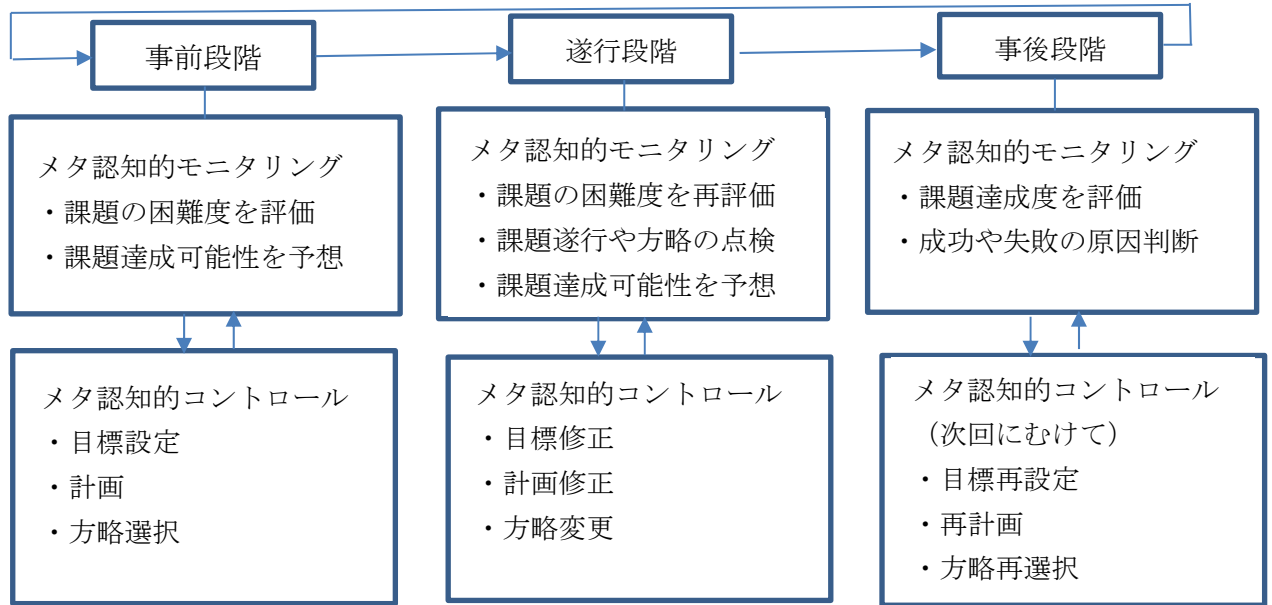 事前段階
遂行段階
事後段階
メタ認知的モニタリング
・課題の困難度を評価
・課題達成可能性を予想
メタ認知的モニタリング
・課題の困難度を再評価
・課題遂行や方略の点検
・課題達成可能性を予想
メタ認知的モニタリング
・課題達成度を評価
・成功や失敗の原因判断
メタ認知的コントロール
・目標設定
・計画
・方略選択
メタ認知的コントロール
・目標修正
・計画修正
・方略変更
メタ認知的コントロール
（次回にむけて）
・目標再設定
・再計画
・方略再選択